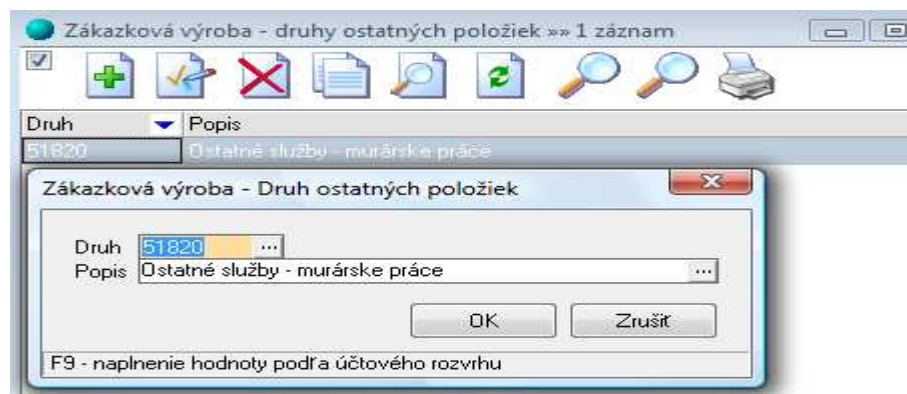 Zákazková výroba - druhy ostatných položiek »» 1 záznam
Druh Popis
51820 Ostatné služby - murárske práce
Zákazková výroba - Druh ostatných položiek
Druh 51820 ...
Popis Ostatné služby - murárske práce ...
OK Zrušiť
F9 - naplnenie hodnoty podľa účtového rozvrhu